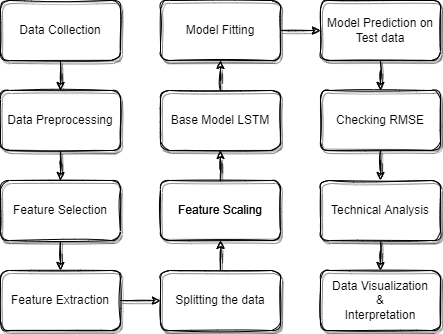 Data Collection
Data Preprocessing
Feature Selection
Feature Extraction
Splitting the data
Feature Scaling
Base Model LSTM
Model Fitting
Model Prediction on
Test data
Checking RMSE
Technical Analysis
Data Visualization
&
Interpretation